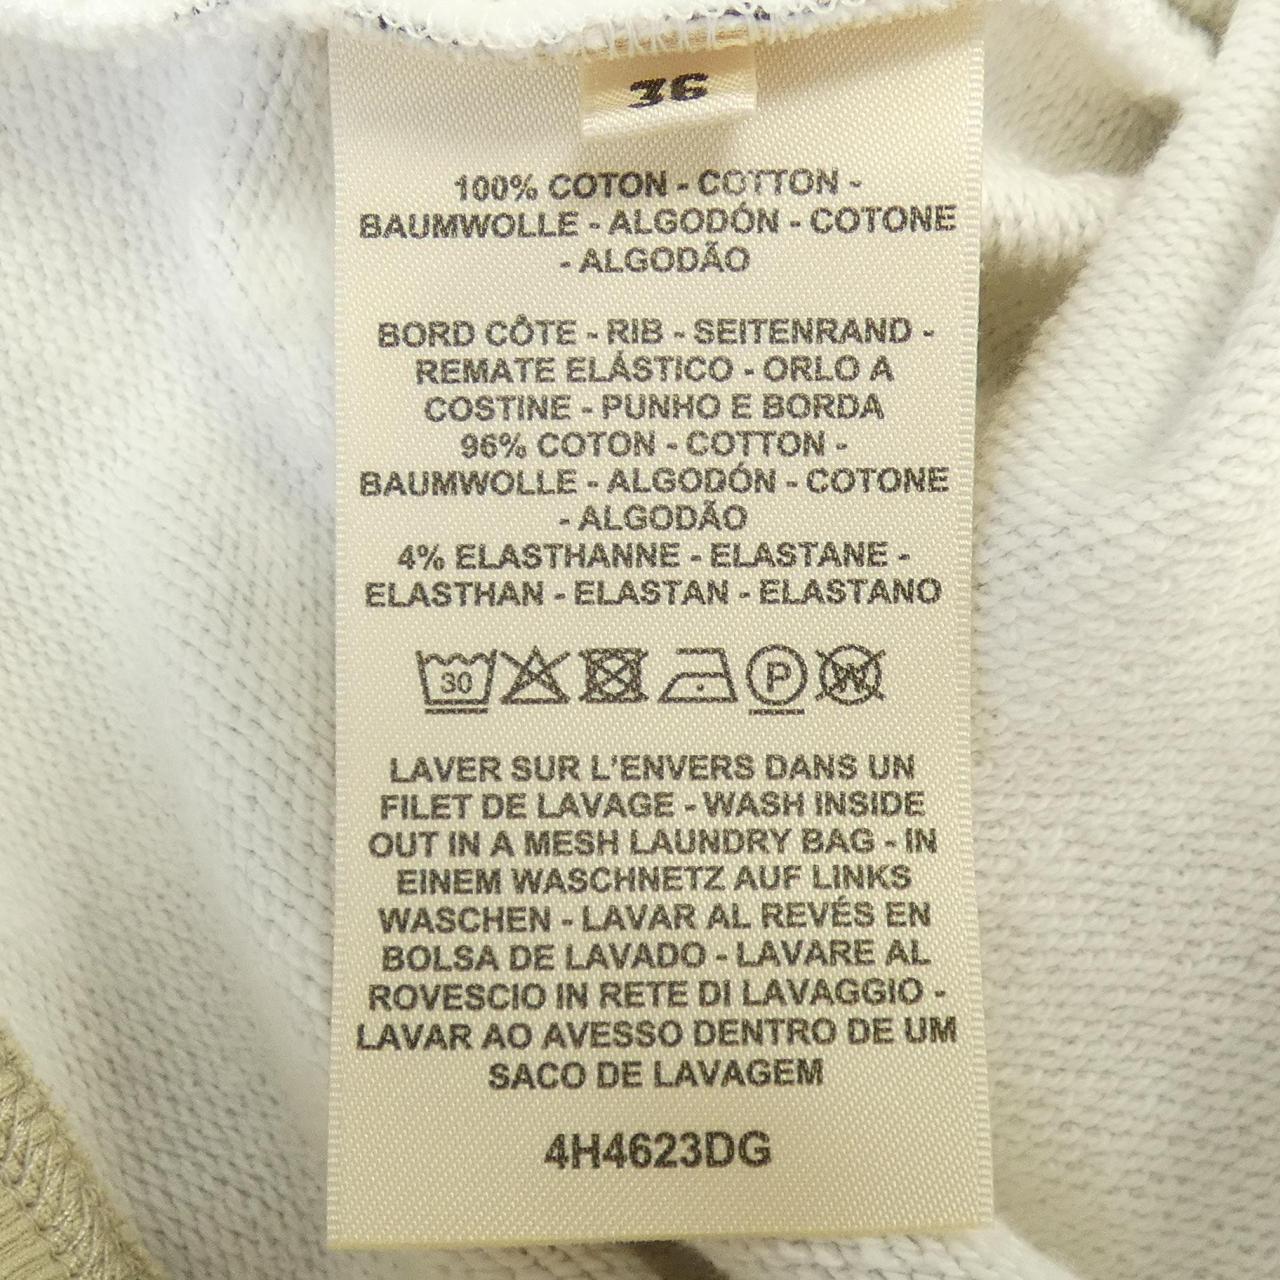 36
100% COTON - COTTON -
BAUMWOLLE - ALGODÓN - COTONE
- ALGODÃO
BORD CÔTE - RIB - SEITENRAND -
REMATE ELÁSTICO - ORLO A
COSTINE - PUNHO E BORDA
96% COTON - COTTON -
BAUMWOLLE - ALGODÓN - COTONE
- ALGODÃO
4% ELASTHANNE - ELASTANE -
ELASTHAN - ELASTAN - ELASTANO
30 P W
LAVER SUR L'ENVERS DANS UN
FILET DE LAVAGE - WASH INSIDE
OUT IN A MESH LAUNDRY BAG - IN
EINEM WASCHNETZ AUF LINKS
WASCHEN - LAVAR AL REVÉS EN
BOLSA DE LAVADO - LAVARE AL
ROVESCIO IN RETE DI LAVAGGIO -
LAVAR AO AVESSO DENTRO DE UM
SACO DE LAVAGEM
4H4623DG